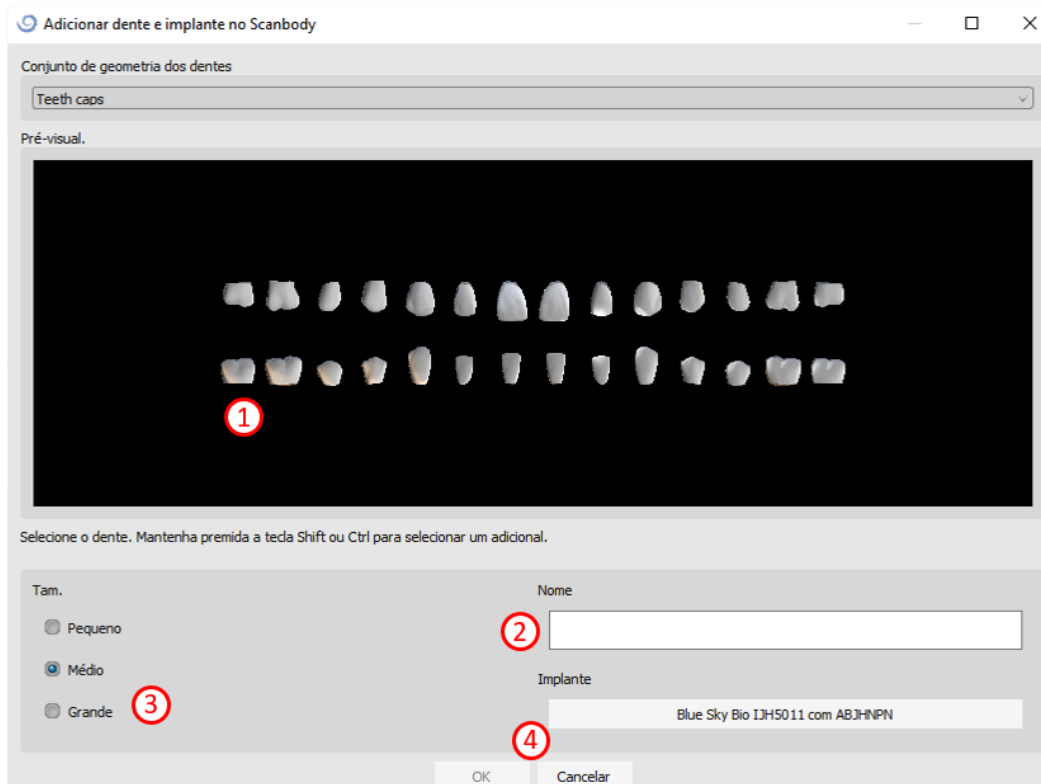 Adicionar dente e implante no Scanbody
Conjunto de geometria dos dentes
Teeth caps
Pré-visual.
1
Selecione o dente. Mantenha premida a tecla Shift ou Ctrl para selecionar um adicional.
Tam.
Pequeno
Médio
Grande
3
Nome
2
Implante
Blue Sky Bio IJH5011 com ABJHNPN
4
OK
Cancelar